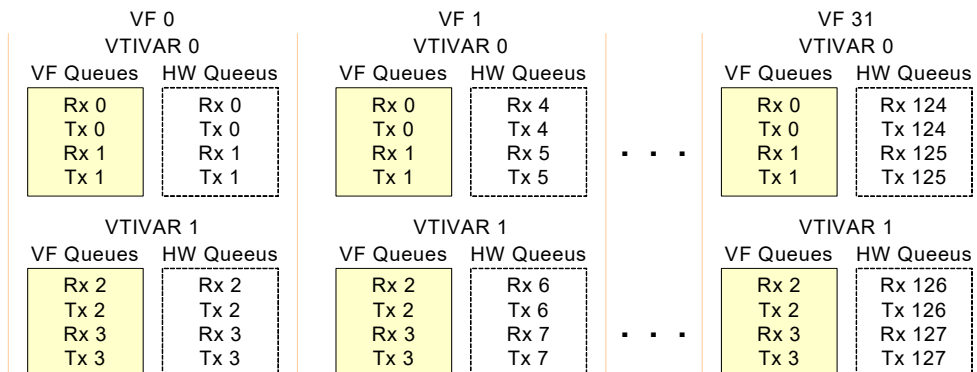 VF 0 VF 1 VF 31
VTIVAR 0 VTIVAR 0 VTIVAR 0
VF Queues HW Queeus VF Queues HW Queeus VF Queues HW Queeus
Rx 0 Rx 0 Rx 0 Rx 4 Rx 0 Rx 124
Tx 0 Tx 0 Tx 0 Tx 4 Tx 0 Tx 124
Rx 1 Rx 1 Rx 1 Rx 5 . . . Rx 1 Rx 125
Tx 1 Tx 1 Tx 1 Tx 5 Tx 1 Tx 125
VTIVAR 1 VTIVAR 1 VTIVAR 1
VF Queues HW Queeus VF Queues HW Queeus VF Queues HW Queeus
Rx 2 Rx 2 Rx 2 Rx 6 Rx 2 Rx 126
Tx 2 Tx 2 Tx 2 Tx 6 Tx 2 Tx 126
Rx 3 Rx 3 Rx 3 Rx 7 . . . Rx 3 Rx 127
Tx 3 Tx 3 Tx 3 Tx 7 Tx 3 Tx 127